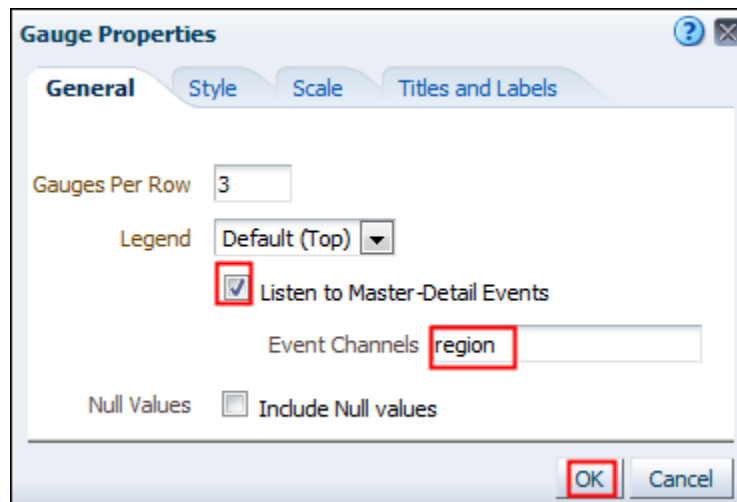 Gauge Properties
General Style Scale Titles and Labels
Gauges Per Row 3
Legend Default (Top)
Listen to Master-Detail Events
Event Channels region
Null Values Include Null values
OK Cancel